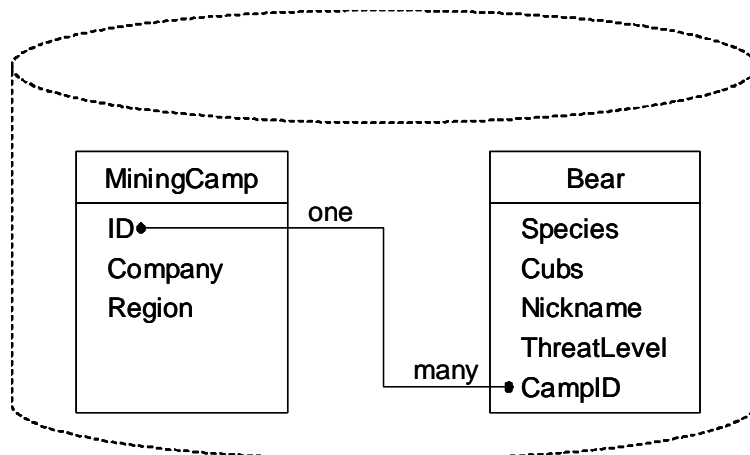 MiningCamp
ID
Company
Region
one
many
Bear
Species
Cubs
Nickname
ThreatLevel
CampID